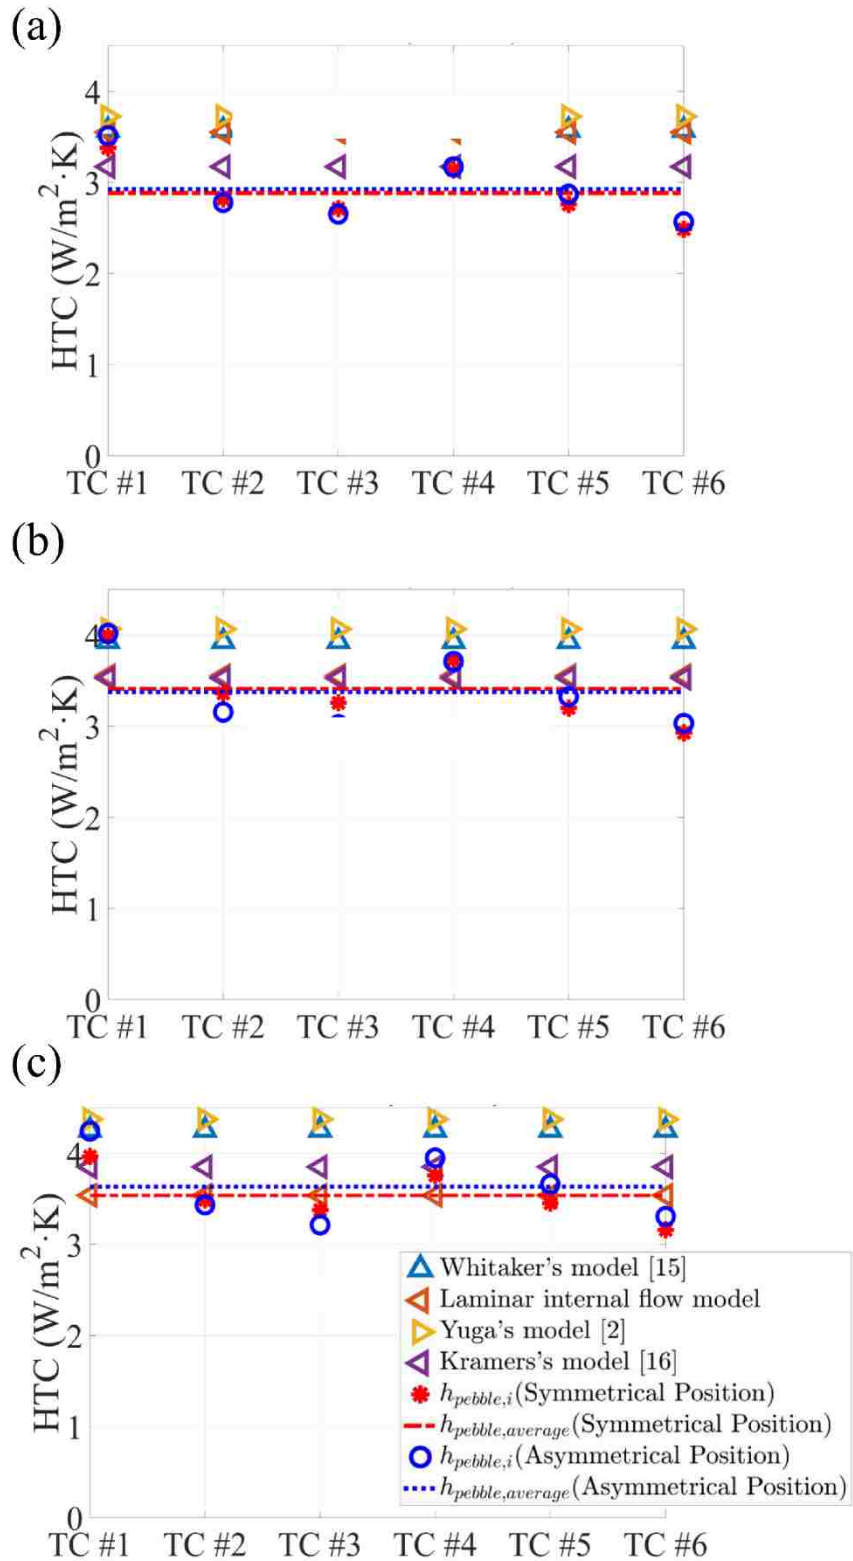 (a)
HTC (W/m²·K)
4
3
2
1
0
TC #1 TC #2 TC #3 TC #4 TC #5 TC #6
(b)
HTC (W/m²·K)
4
3
2
1
0
TC #1 TC #2 TC #3 TC #4 TC #5 TC #6
(c)
HTC (W/m²·K)
4
3
2
1
0
Whitaker's model [15]
Laminar internal flow model
Yuga's model [2]
Kramers's model [16]
h_pebble,i(Symmetrical Position)
h_pebble,average(Symmetrical Position)
h_pebble,i(Asymmetrical Position)
h_pebble,average(Asymmetrical Position)
TC #1 TC #2 TC #3 TC #4 TC #5 TC #6